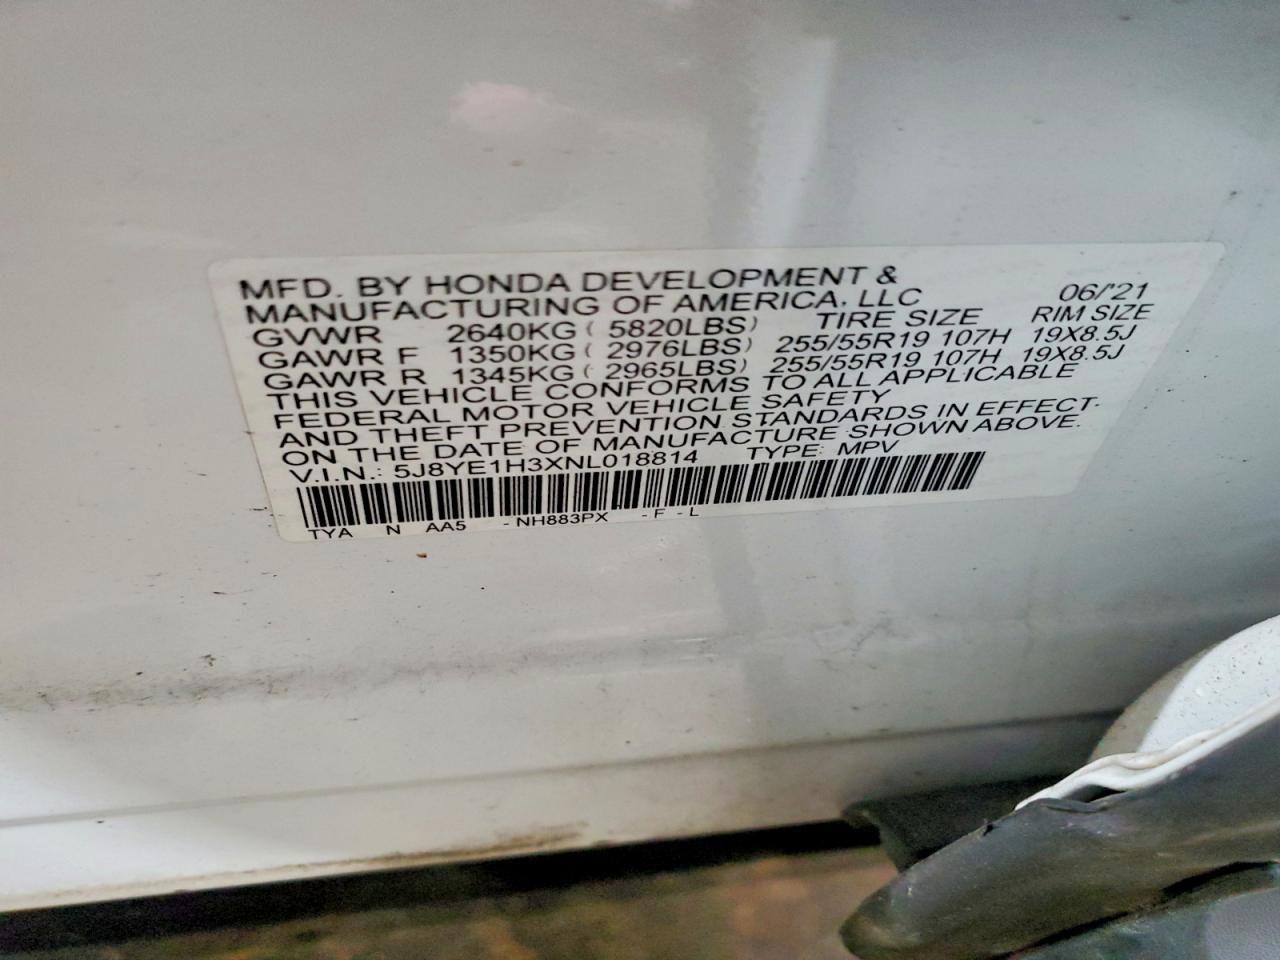 MFD. BY HONDA DEVELOPMENT &
MANUFACTURING OF AMERICA, LLC 06/'21
GVWR 2640KG ( 5820LBS) TIRE SIZE RIM SIZE
GAWR F 1350KG ( 2976LBS) 255/55R19 107H 19X8.5J
GAWR R 1345KG ( 2965LBS) 255/55R19 107H 19X8.5J
THIS VEHICLE CONFORMS TO ALL APPLICABLE
FEDERAL MOTOR VEHICLE SAFETY
AND THEFT PREVENTION STANDARDS IN EFFECT
ON THE DATE OF MANUFACTURE SHOWN ABOVE.
V.I.N.: 5J8YE1H3XNL018814 TYPE: MPV
TYA N AA5 - NH883PX - F - L